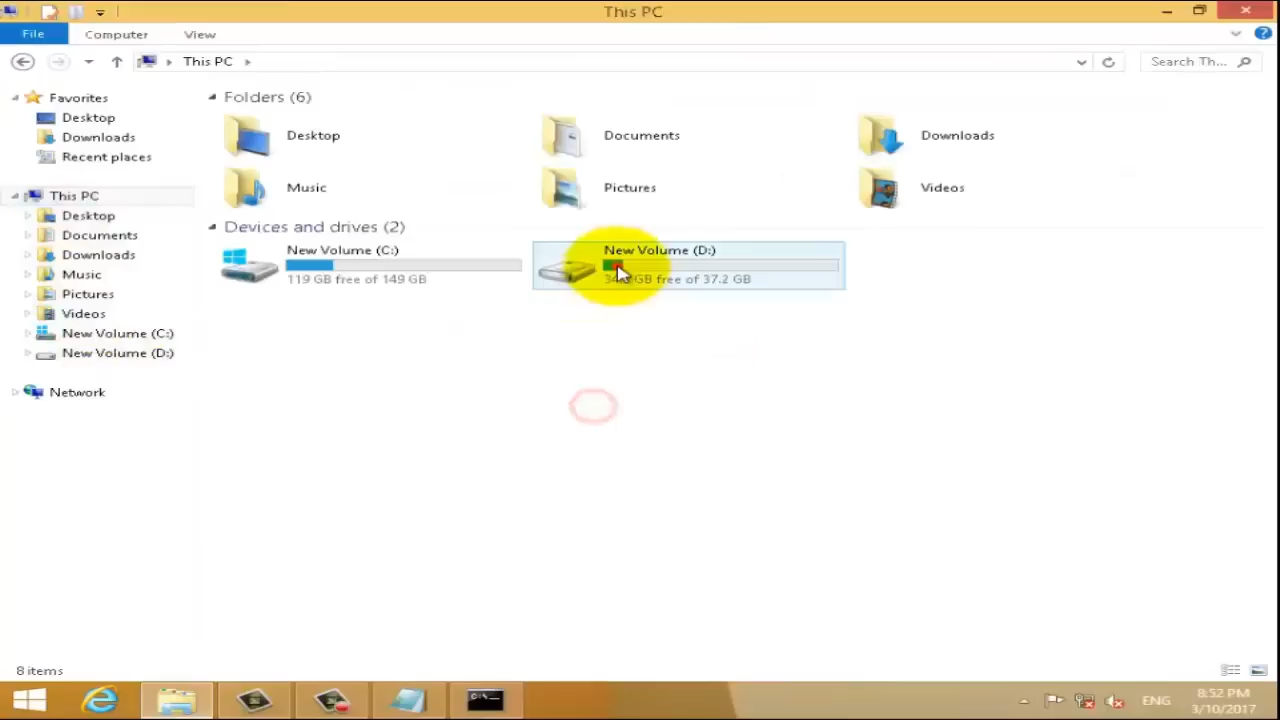 This PC
File Computer View
This PC
Search Th...
Favorites
Desktop
Downloads
Recent places
This PC
Desktop
Documents
Downloads
Music
Pictures
Videos
New Volume (C:)
New Volume (D:)
Network
Folders (6)
Desktop
Documents
Downloads
Music
Pictures
Videos
Devices and drives (2)
New Volume (C:)
119 GB free of 149 GB
New Volume (D:)
GB free of 37.2 GB
8 items
ENG
8:52 PM
3/10/2017